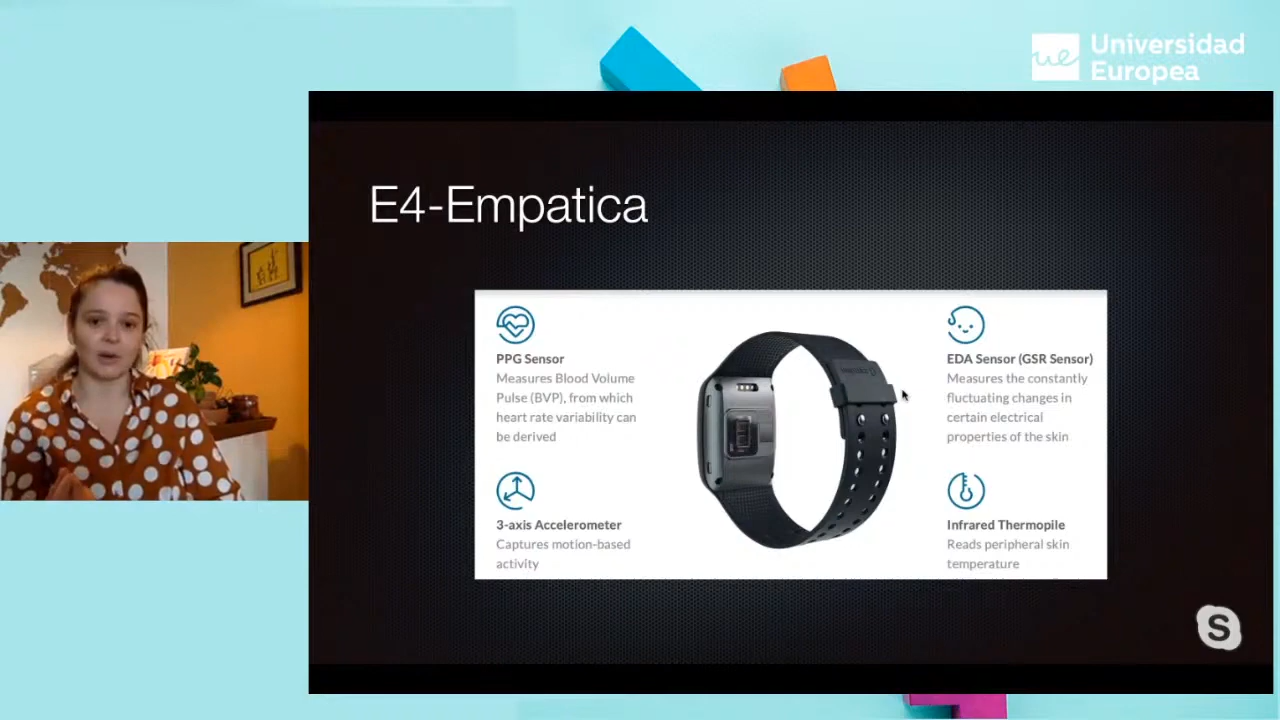 Universidad
Europea
E4-Empatica
PPG Sensor
Measures Blood Volume
Pulse (BVP), from which
heart rate variability can
be derived
EDA Sensor (GSR Sensor)
Measures the constantly
fluctuating changes in
certain electrical
properties of the skin
3-axis Accelerometer
Captures motion-based
activity
Infrared Thermopile
Reads peripheral skin
temperature
S